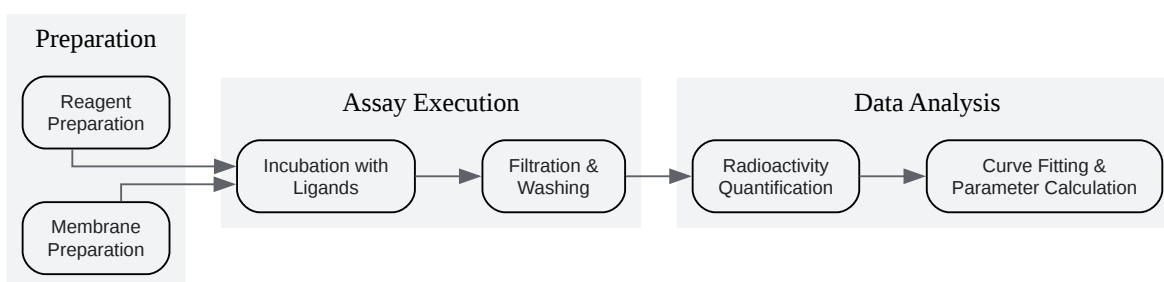 Preparation
Reagent
Preparation
Membrane
Preparation
Assay Execution
Incubation with
Ligands
Filtration &
Washing
Data Analysis
Radioactivity
Quantification
Curve Fitting &
Parameter Calculation